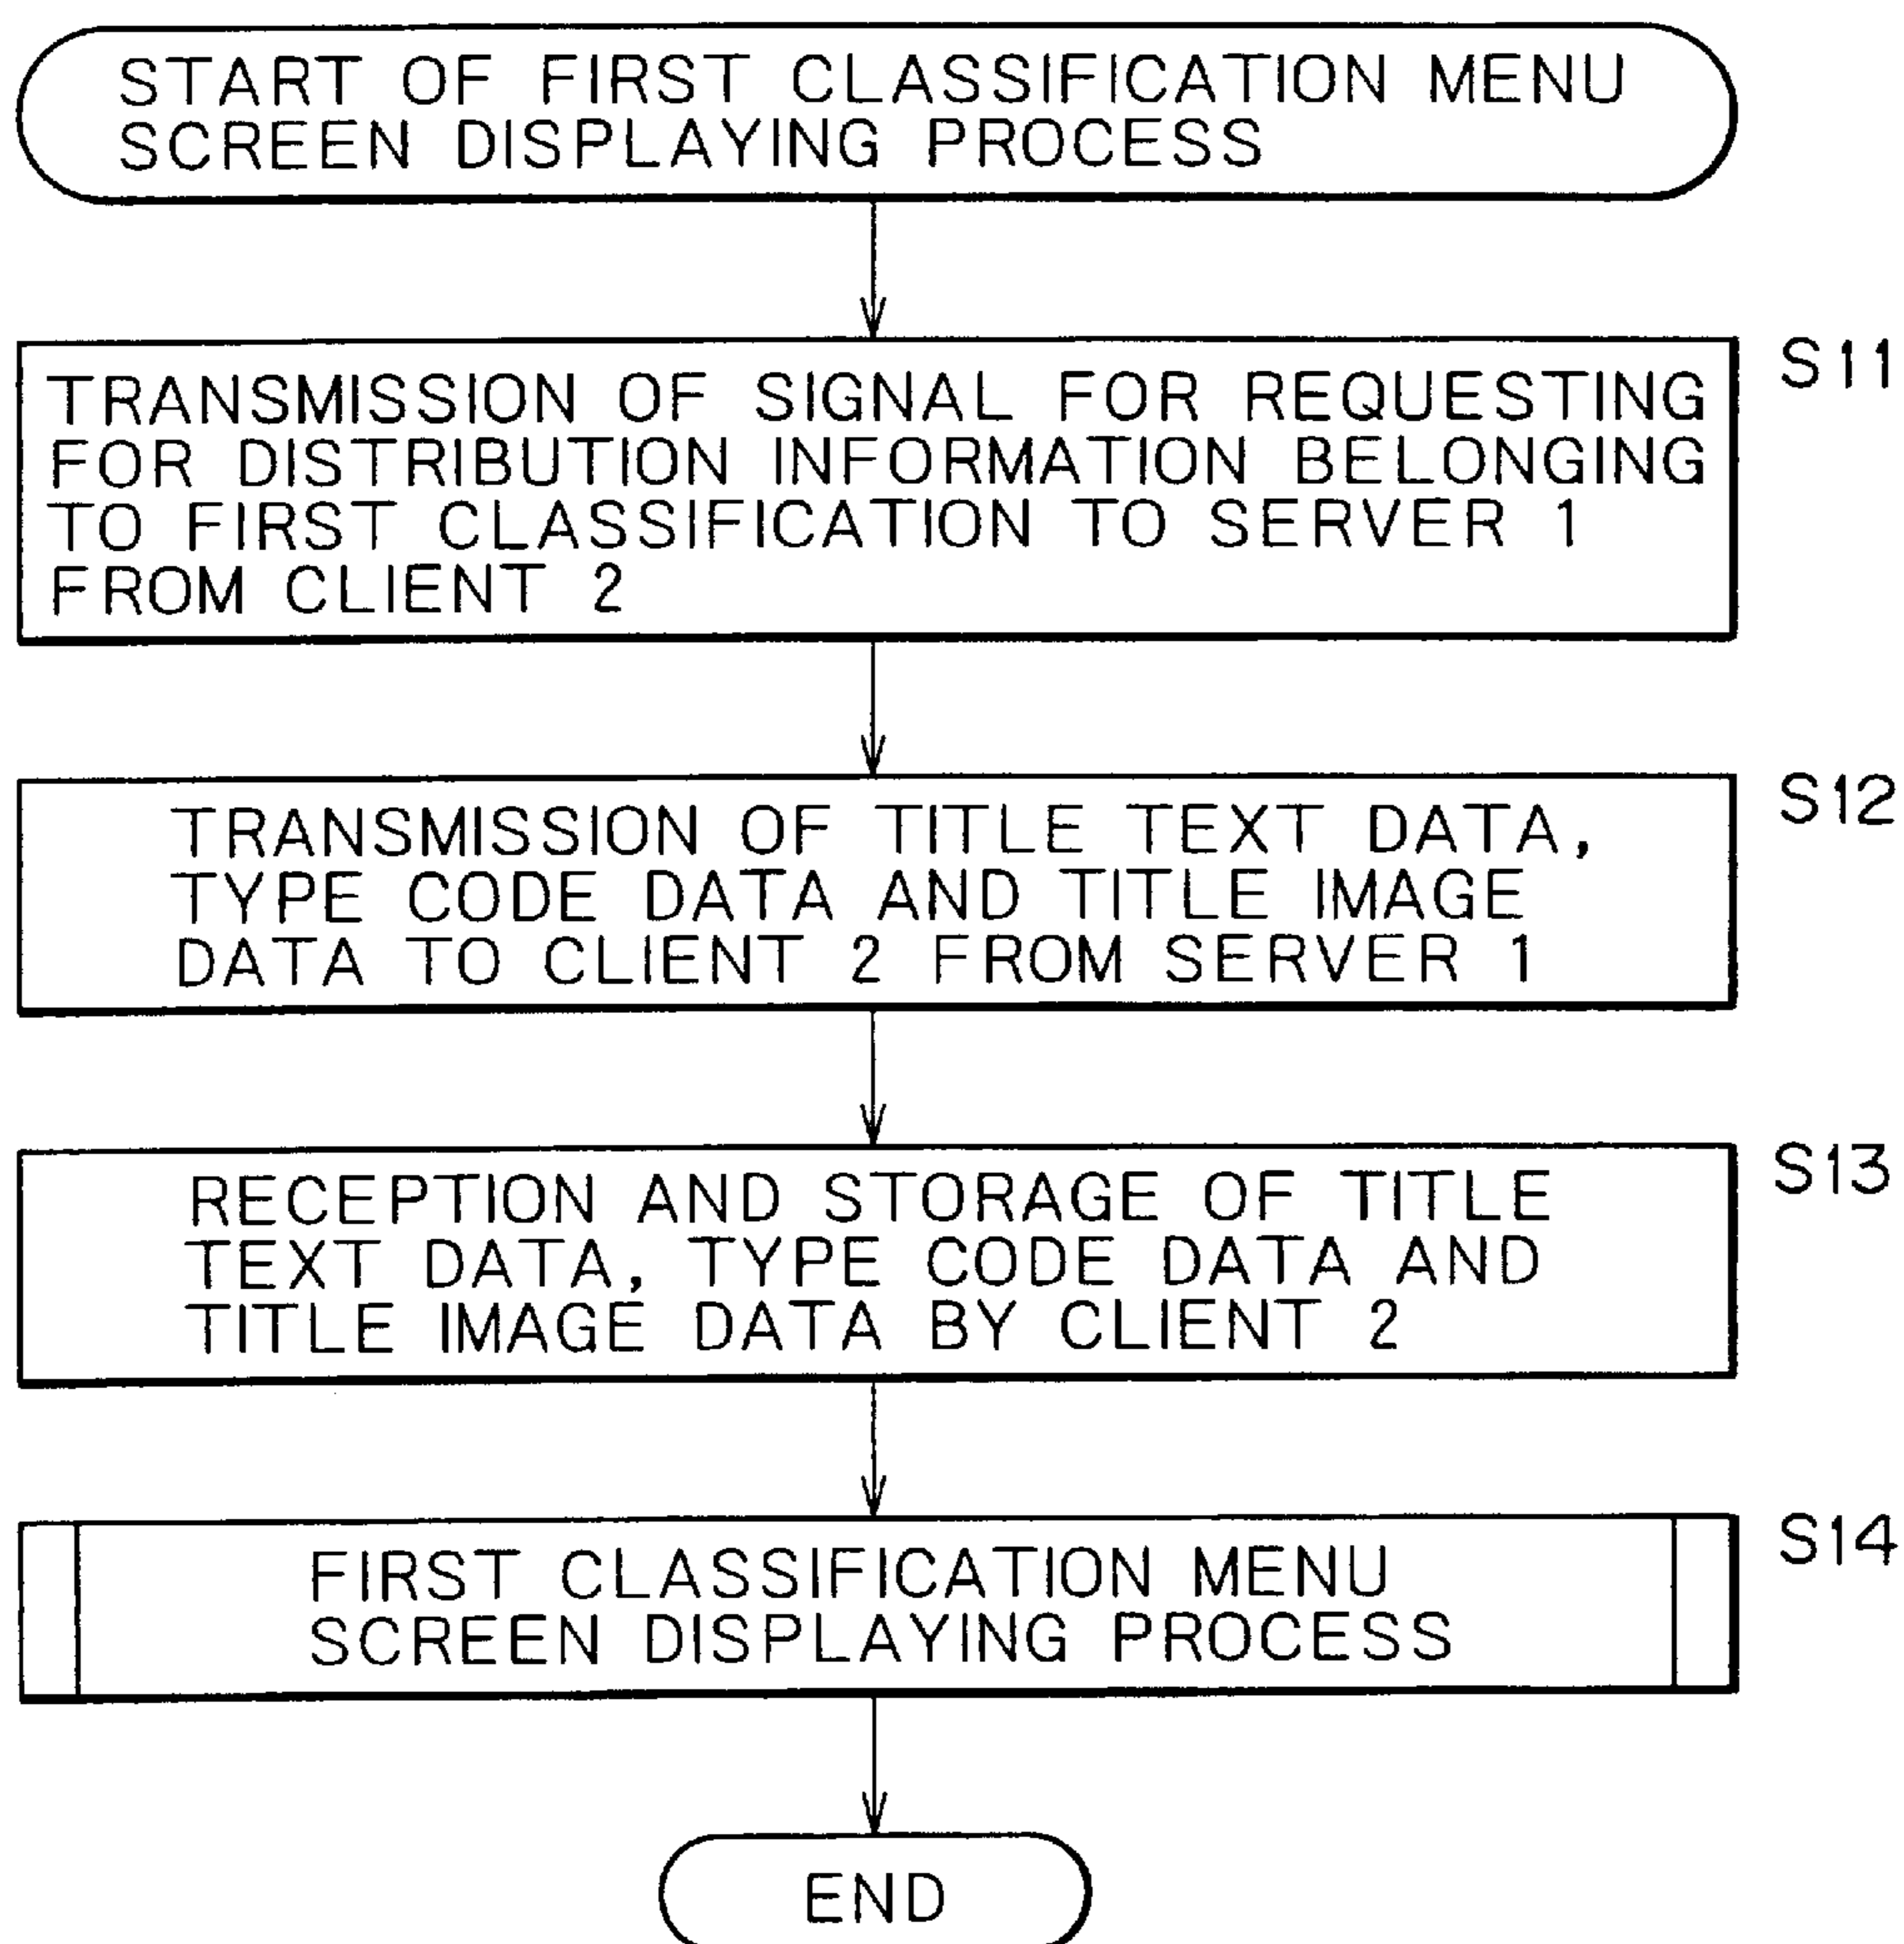 START OF FIRST CLASSIFICATION MENU
SCREEN DISPLAYING PROCESS
S11
TRANSMISSION OF SIGNAL FOR REQUESTING
FOR DISTRIBUTION INFORMATION BELONGING
TO FIRST CLASSIFICATION TO SERVER 1
FROM CLIENT 2
S12
TRANSMISSION OF TITLE TEXT DATA,
TYPE CODE DATA AND TITLE IMAGE
DATA TO CLIENT 2 FROM SERVER 1
S13
RECEPTION AND STORAGE OF TITLE
TEXT DATA, TYPE CODE DATA AND
TITLE IMAGE DATA BY CLIENT 2
S14
FIRST CLASSIFICATION MENU
SCREEN DISPLAYING PROCESS
END